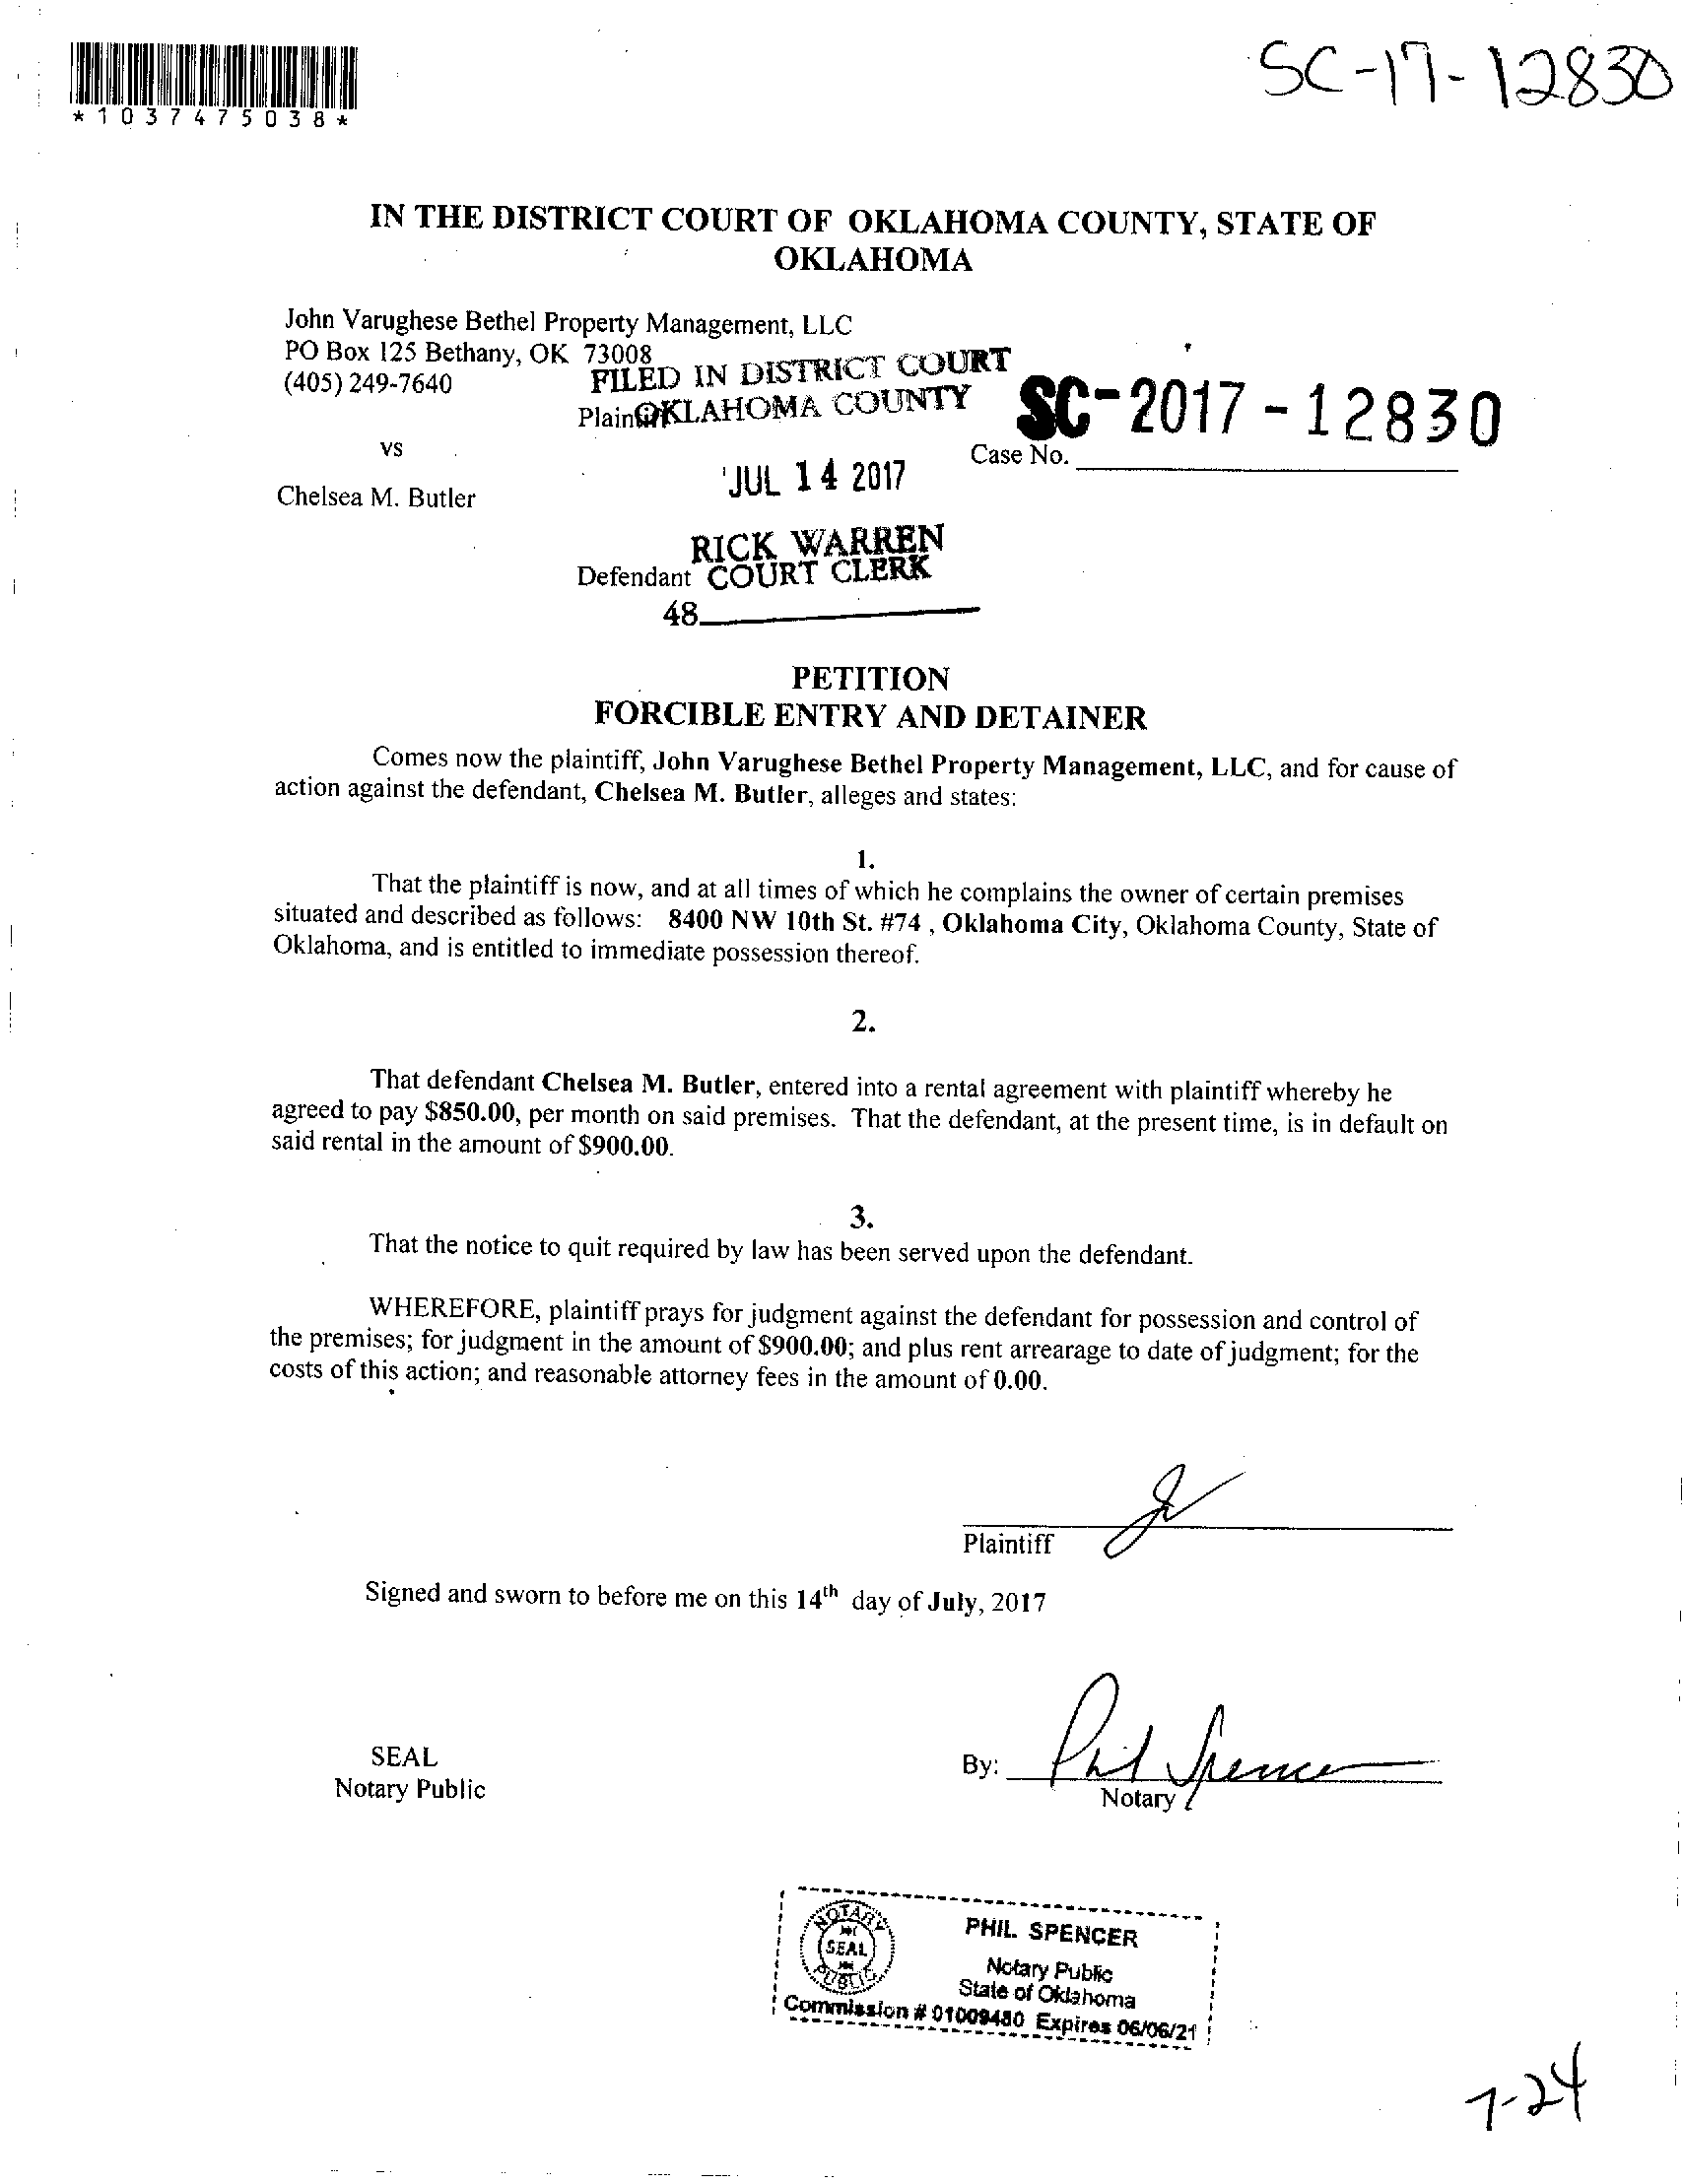 *1037475038*
SC-17-12830
IN THE DISTRICT COURT OF OKLAHOMA COUNTY, STATE OF
OKLAHOMA
John Varughese Bethel Property Management, LLC
PO Box 125 Bethany, OK 73008
(405) 249-7640
FILED IN DISTRICT COURT
OKLAHOMA COUNTY
SC-2017-12830
Case No.
vs
JUL 14 2017
Chelsea M. Butler
RICK WARREN
Defendant COURT CLERK
48
PETITION
FORCIBLE ENTRY AND DETAINER
Comes now the plaintiff, John Varughese Bethel Property Management, LLC, and for cause of
action against the defendant, Chelsea M. Butler, alleges and states:
1.
That the plaintiff is now, and at all times of which he complains the owner of certain premises
situated and described as follows: 8400 NW 10th St. #74 , Oklahoma City, Oklahoma County, State of
Oklahoma, and is entitled to immediate possession thereof.
2.
That defendant Chelsea M. Butler, entered into a rental agreement with plaintiff whereby he
agreed to pay $850.00, per month on said premises. That the defendant, at the present time, is in default on
said rental in the amount of $900.00.
3.
That the notice to quit required by law has been served upon the defendant.
WHEREFORE, plaintiff prays for judgment against the defendant for possession and control of
the premises; for judgment in the amount of $900.00; and plus rent arrearage to date of judgment; for the
costs of this action; and reasonable attorney fees in the amount of 0.00.
Plaintiff
Signed and sworn to before me on this 14th day of July, 2017
SEAL
Notary Public
By: Phil Spencer
Notary
NOTARY
SEAL
PUBLIC
PHIL SPENCER
Notary Public
State of Oklahoma
Commission # 01009480 Expires 06/06/21
7-24